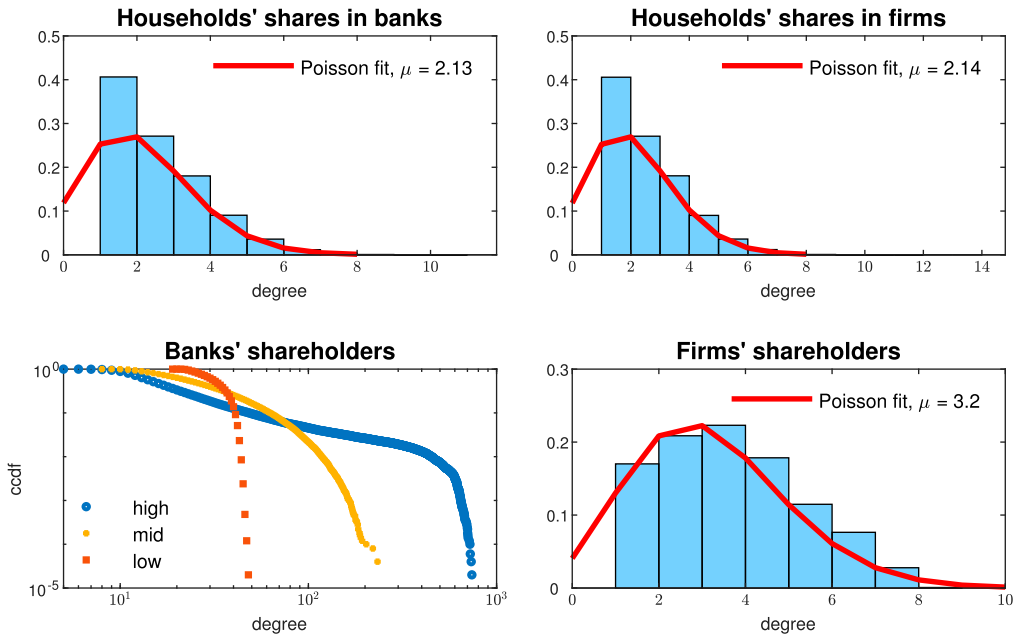 Households' shares in banks
0.5
0.4
0.3
0.2
0.1
0
Poisson fit, μ = 2.13
0 2 4 6 8 10
degree
Households' shares in firms
0.5
0.4
0.3
0.2
0.1
0
Poisson fit, μ = 2.14
0 2 4 6 8 10 12 14
degree
Banks' shareholders
10^0
10^-5
ccdf
high
mid
low
10^1 10^2 10^3
degree
Firms' shareholders
0.3
0.2
0.1
0
Poisson fit, μ = 3.2
0 2 4 6 8 10
degree